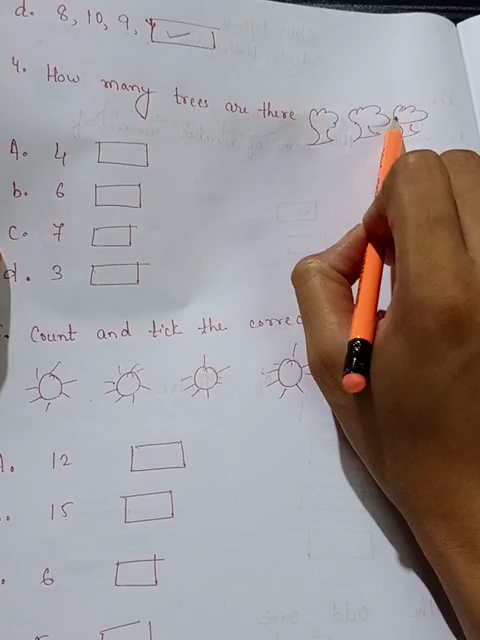 d. 8, 10, 9,
4. How many trees are there
A. 4
b. 6
c. 7
d. 3
Count and tick the correc
A. 12
15
6